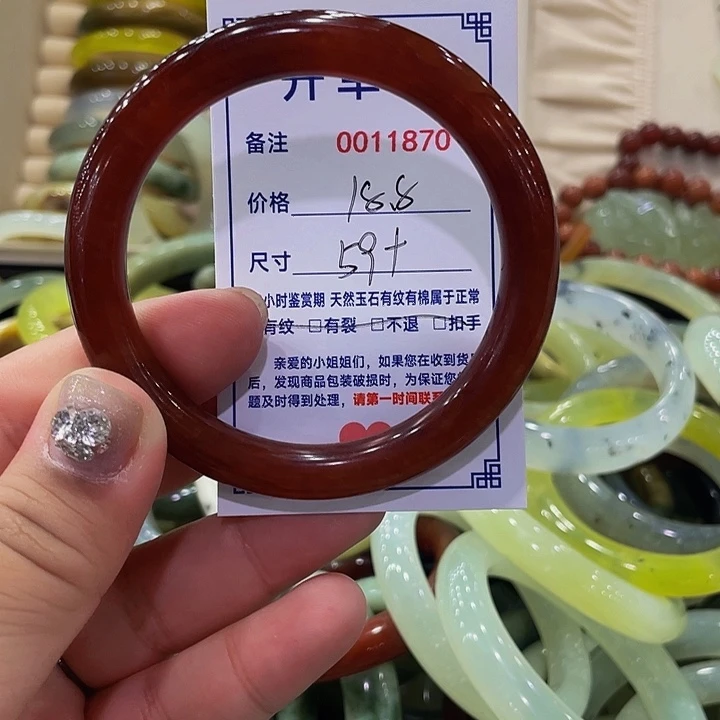 备注 0011870
价格 18.8
尺寸 59+
小时鉴赏期 天然玉石有纹有棉属于正常
有纹 □有裂 □不退 □扣手
亲爱的小姐姐们，如果您在收到货
后，发现商品包装破损时，为保证您
题及时得到处理，请第一时间联系